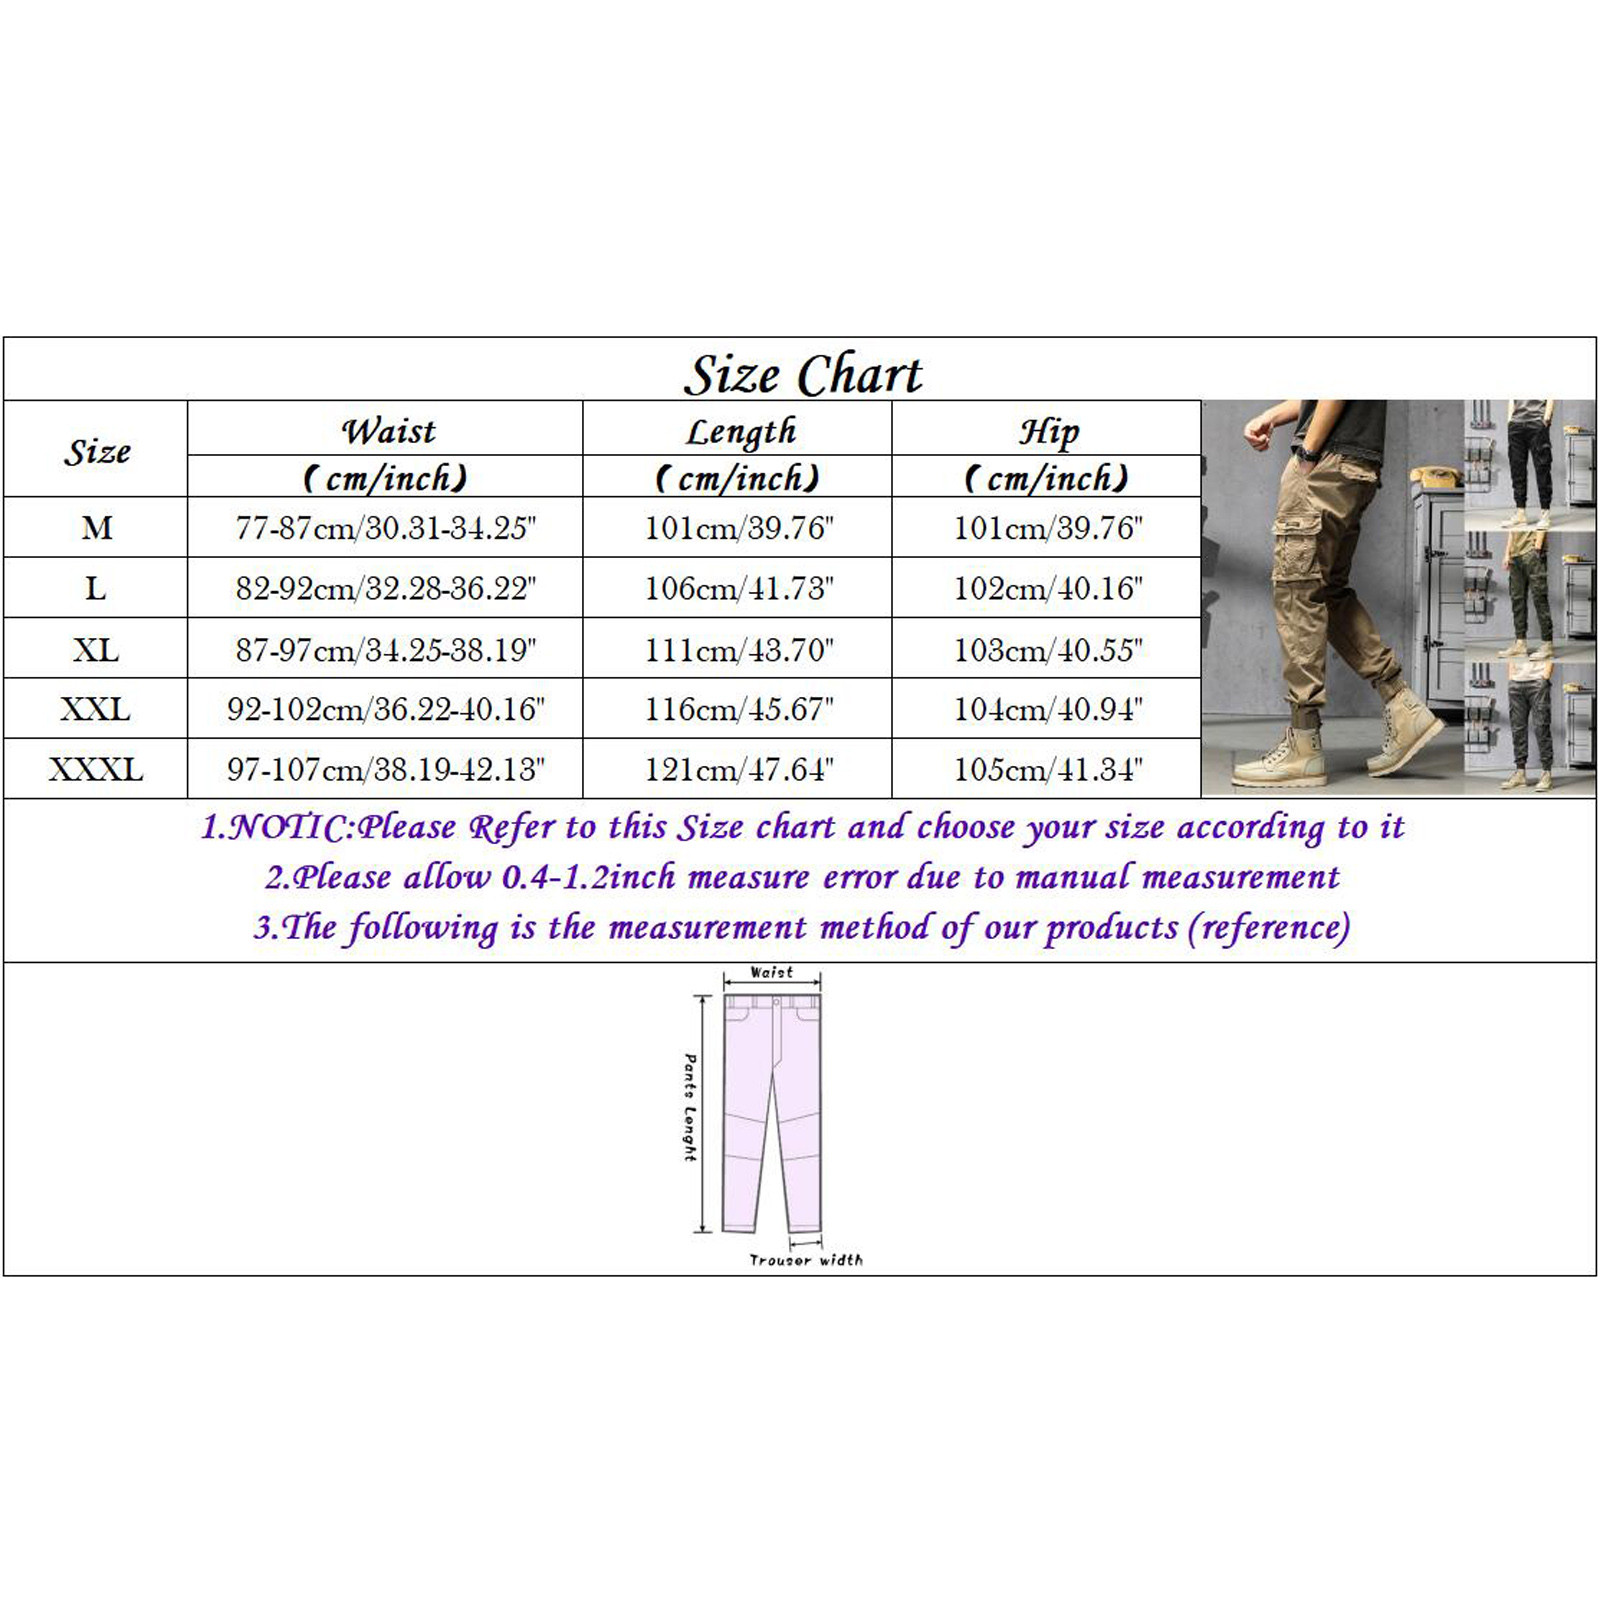 Size Chart
Size Waist Length Hip
( cm/inch) ( cm/inch) ( cm/inch)
M 77-87cm/30.31-34.25" 101cm/39.76" 101cm/39.76"
L 82-92cm/32.28-36.22" 106cm/41.73" 102cm/40.16"
XL 87-97cm/34.25-38.19" 111cm/43.70" 103cm/40.55"
XXL 92-102cm/36.22-40.16" 116cm/45.67" 104cm/40.94"
XXXL 97-107cm/38.19-42.13" 121cm/47.64" 105cm/41.34"
1.NOTIC:Please Refer to this Size chart and choose your size according to it
2.Please allow 0.4-1.2inch measure error due to manual measurement
3.The following is the measurement method of our products (reference)
Waist
Pants Lenght
Trouser width